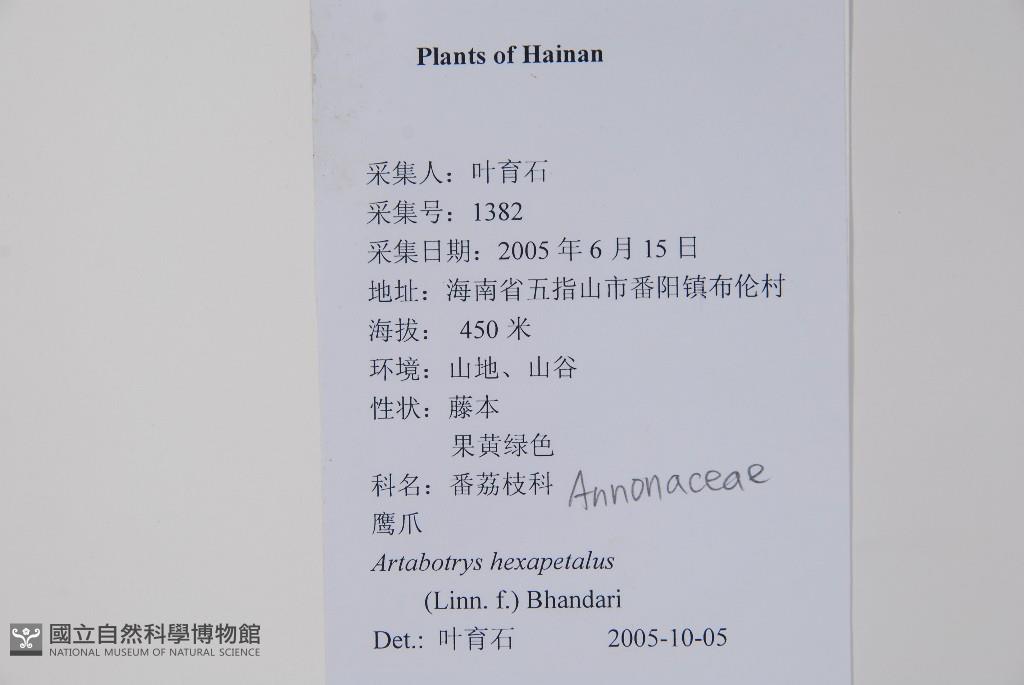 Plants of Hainan
采集人：叶育石
采集号：1382
采集日期：2005 年 6 月 15 日
地址：海南省五指山市番阳镇布伦村
海拔： 450 米
环境：山地、山谷
性状：藤本
果黄绿色
科名：番荔枝科 Annonaceae
鹰爪
Artabotrys hexapetalus
(Linn. f.) Bhandari
Det.: 叶育石 2005-10-05
國立自然科學博物館
NATIONAL MUSEUM OF NATURAL SCIENCE